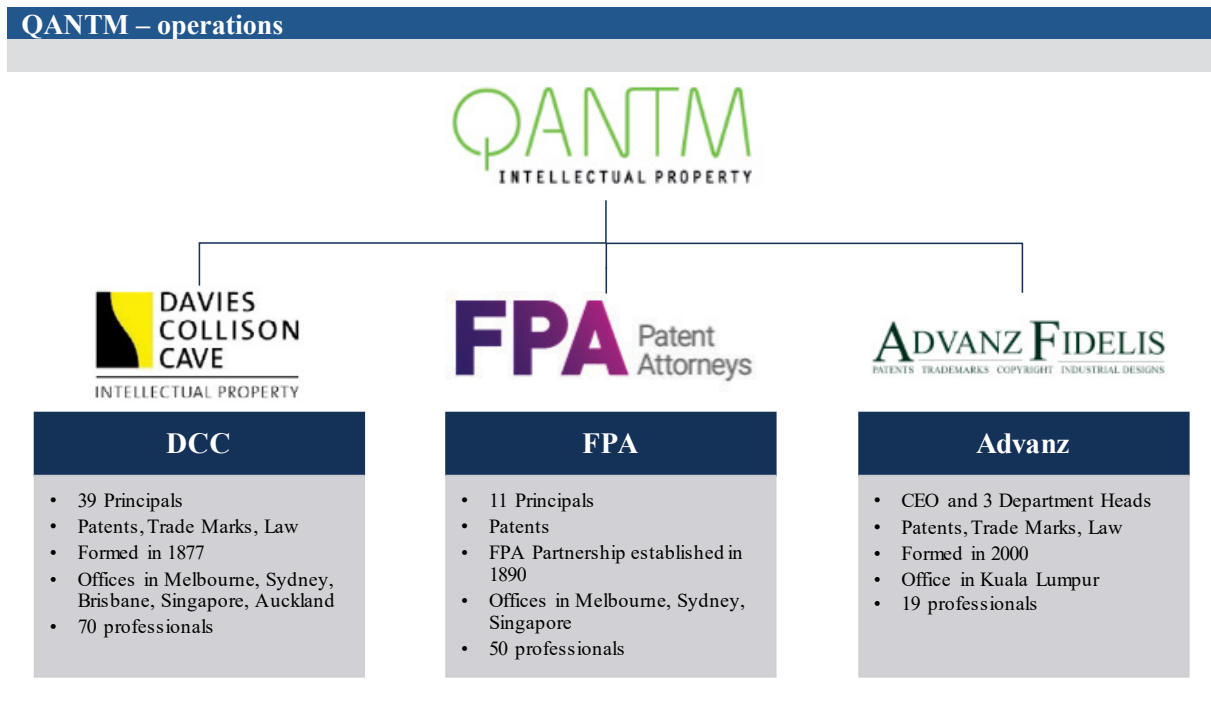 QANTM – operations
QANTM
INTELLECTUAL PROPERTY
DAVIES
COLLISON
CAVE
INTELLECTUAL PROPERTY
FPA Patent
Attorneys
ADVANZ FIDELIS
PATENTS TRADEMARKS COPYRIGHT INDUSTRIAL DESIGNS
DCC
• 39 Principals
• Patents, Trade Marks, Law
• Formed in 1877
• Offices in Melbourne, Sydney,
Brisbane, Singapore, Auckland
• 70 professionals
FPA
• 11 Principals
• Patents
• FPA Partnership established in
1890
• Offices in Melbourne, Sydney,
Singapore
• 50 professionals
Advanz
• CEO and 3 Department Heads
• Patents, Trade Marks, Law
• Formed in 2000
• Office in Kuala Lumpur
• 19 professionals